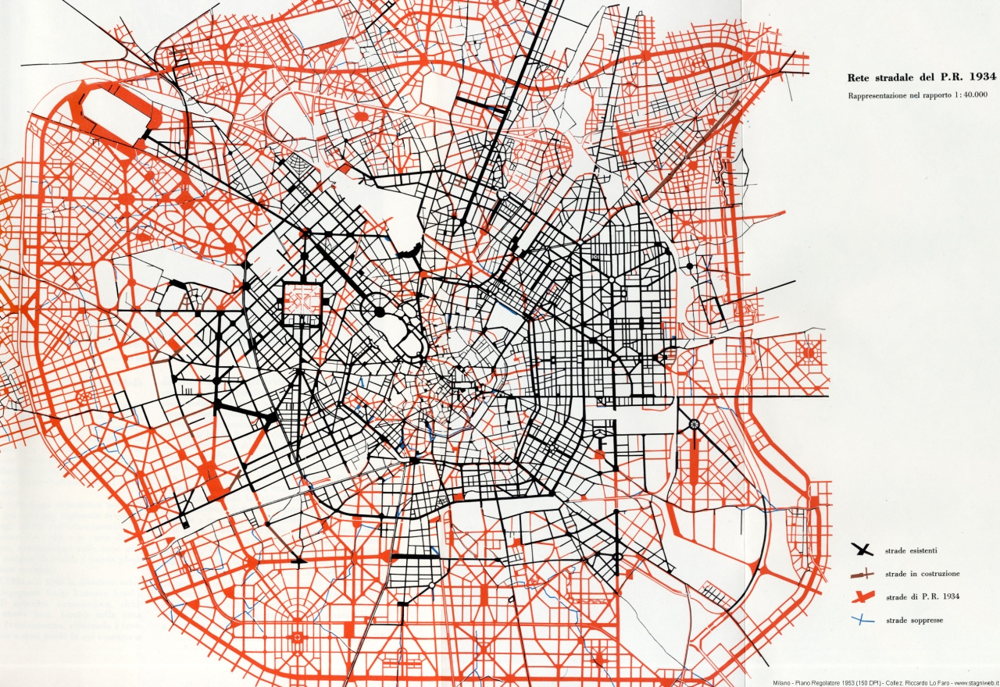 Rete stradale del P.R. 1934
Rappresentazione nel rapporto 1:40.000
strade esistenti
strade in costruzione
strade di P. R. 1934
strade soppresse
Milano - Piano Regolatore 1953 (150 DPI) - Collez. Riccardo Lo Faro - www.stagniweb.it